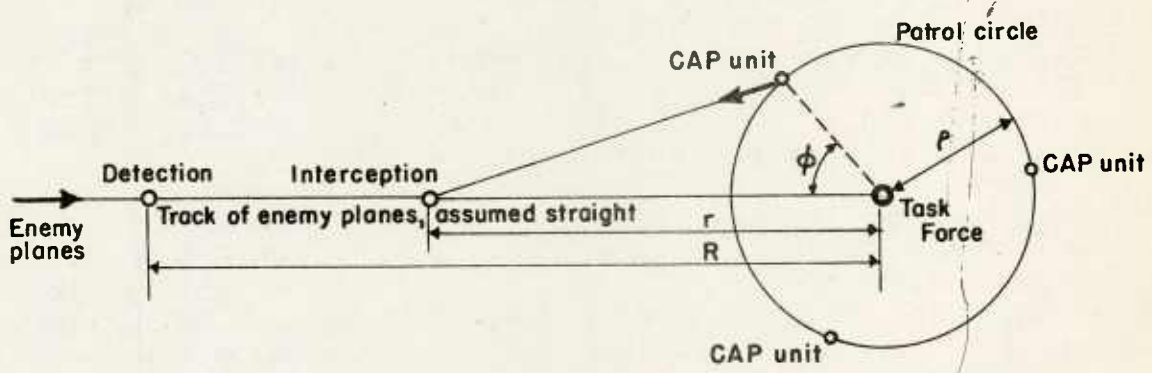 Patrol circle
CAP unit
ρ
ϕ
CAP unit
Detection
Interception
Enemy
planes
Track of enemy planes, assumed straight
r
R
Task
Force
CAP unit